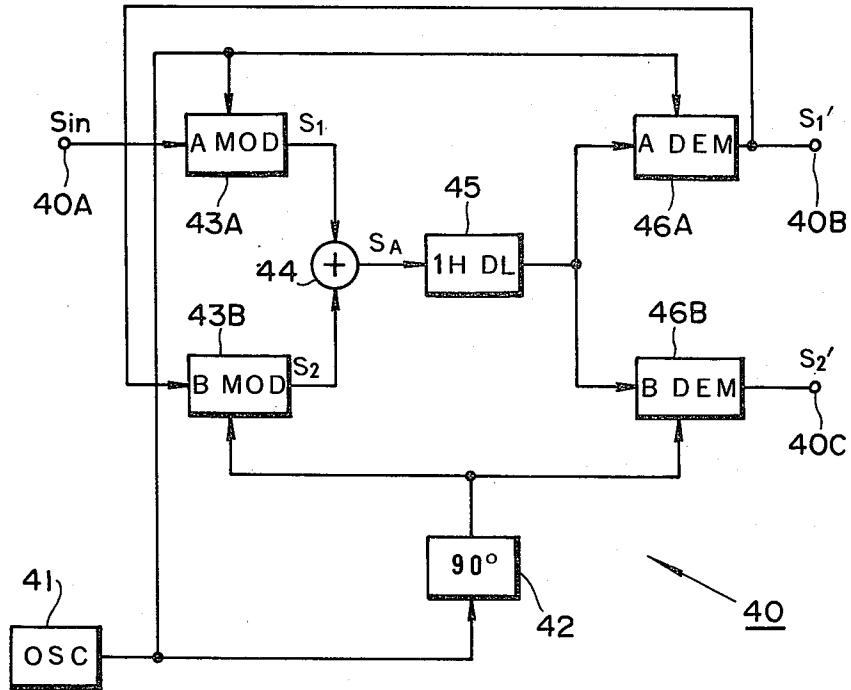 Sin
40A
A MOD
43A
S1
44
SA
45
1H DL
A DEM
46A
S1'
40B
43B
B MOD
S2
46B
B DEM
S2'
40C
90°
42
40
41
OSC